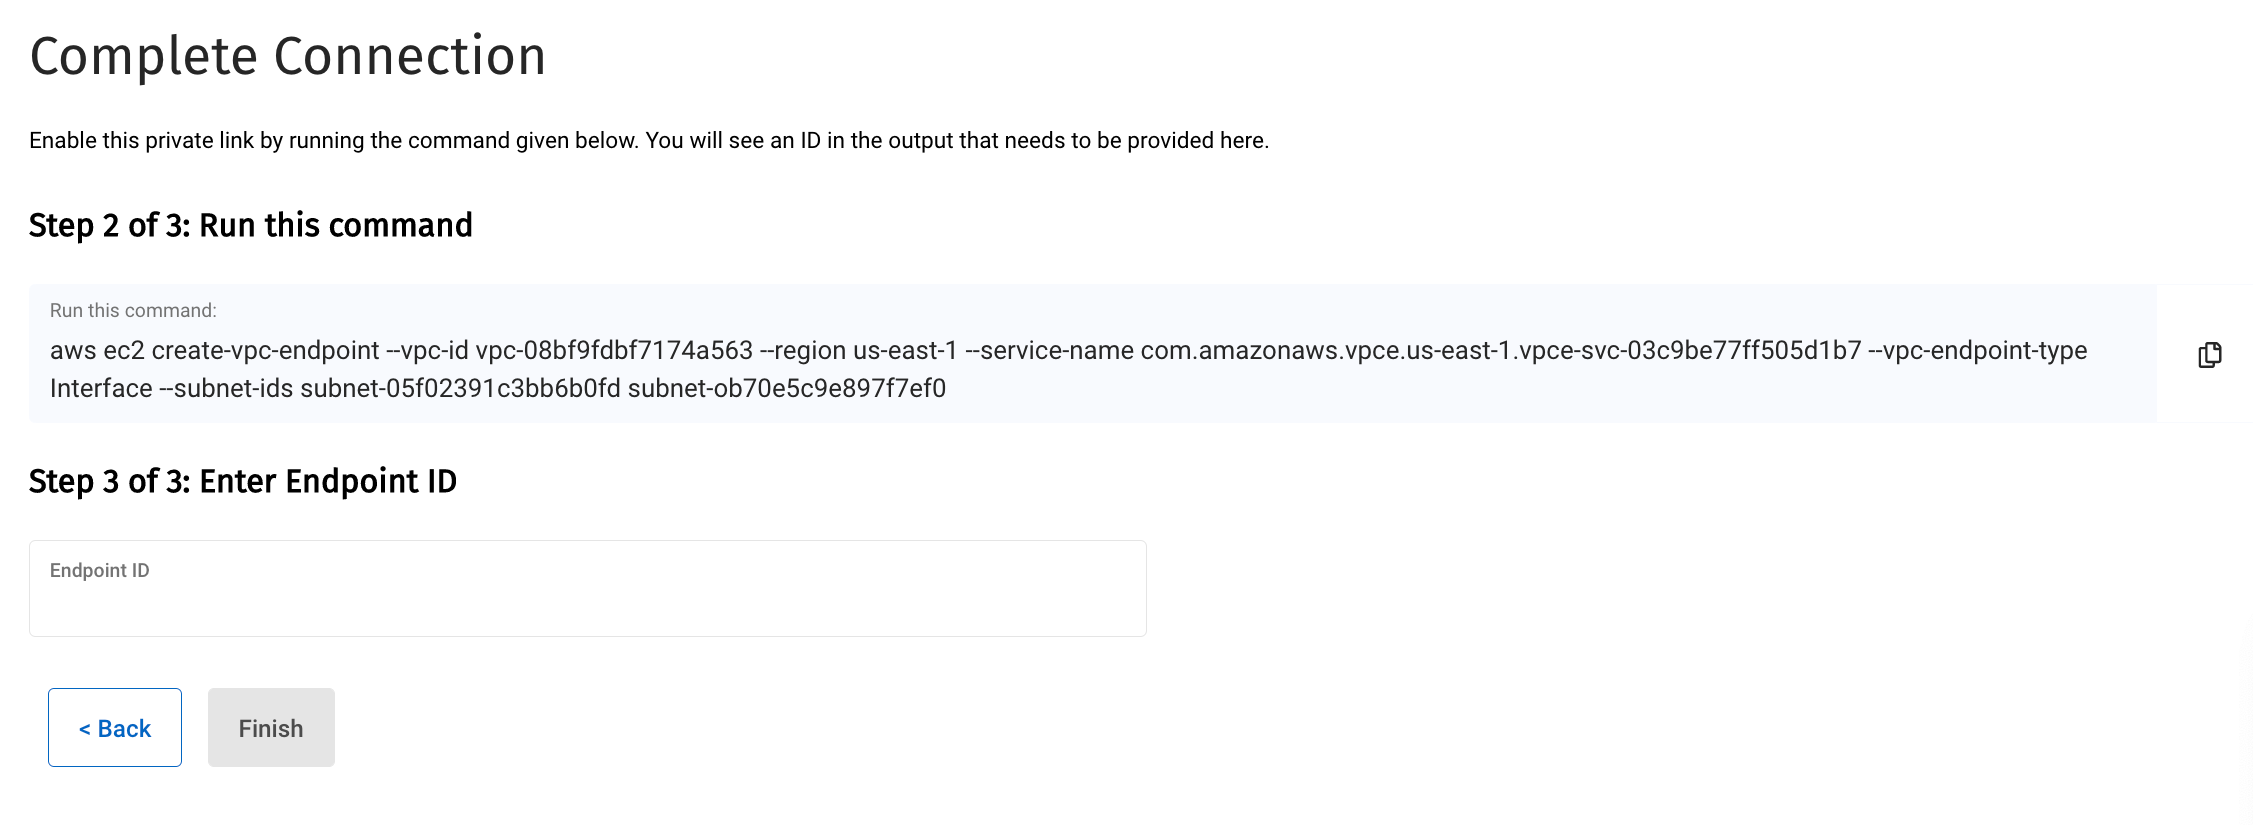 Complete Connection
Enable this private link by running the command given below. You will see an ID in the output that needs to be provided here.
Step 2 of 3: Run this command
Run this command:
aws ec2 create-vpc-endpoint --vpc-id vpc-08bf9fdbf7174a563 --region us-east-1 --service-name com.amazonaws.vpce.us-east-1.vpce-svc-03c9be77ff505d1b7 --vpc-endpoint-type
Interface --subnet-ids subnet-05f02391c3bb6b0fd subnet-ob70e5c9e897f7ef0
Step 3 of 3: Enter Endpoint ID
Endpoint ID
< Back
Finish